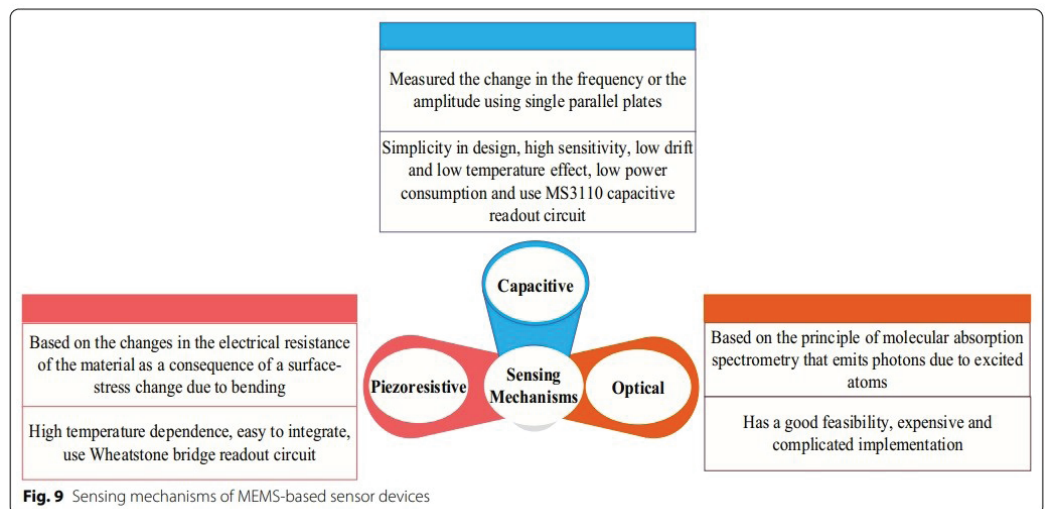 Measured the change in the frequency or the
amplitude using single parallel plates
Simplicity in design, high sensitivity, low drift
and low temperature effect, low power
consumption and use MS3110 capacitive
readout circuit
Capacitive
Based on the changes in the electrical resistance
of the material as a consequence of a surface-
stress change due to bending
High temperature dependence, easy to integrate,
use Wheatstone bridge readout circuit
Piezoresistive
Sensing
Mechanisms
Optical
Based on the principle of molecular absorption
spectrometry that emits photons due to excited
atoms
Has a good feasibility, expensive and
complicated implementation
Fig. 9 Sensing mechanisms of MEMS-based sensor devices